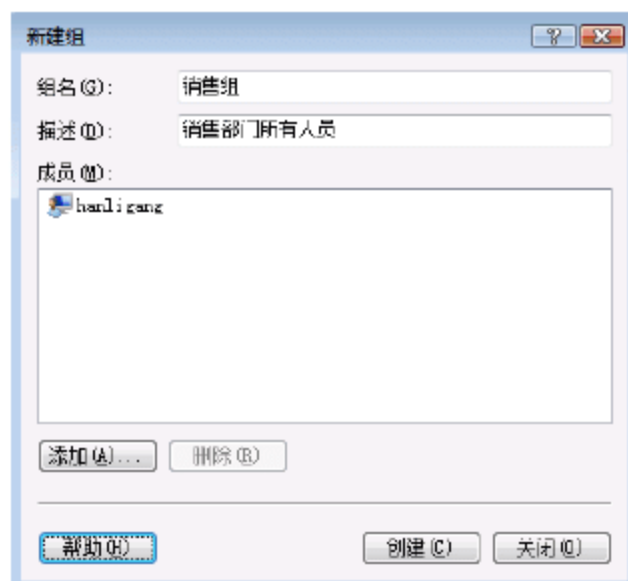 新建组
组名(G): 销售组
描述(D): 销售部门所有人员
成员(M):
hanligang
添加(A)... 删除(R)
帮助(H) 创建(C) 关闭(O)